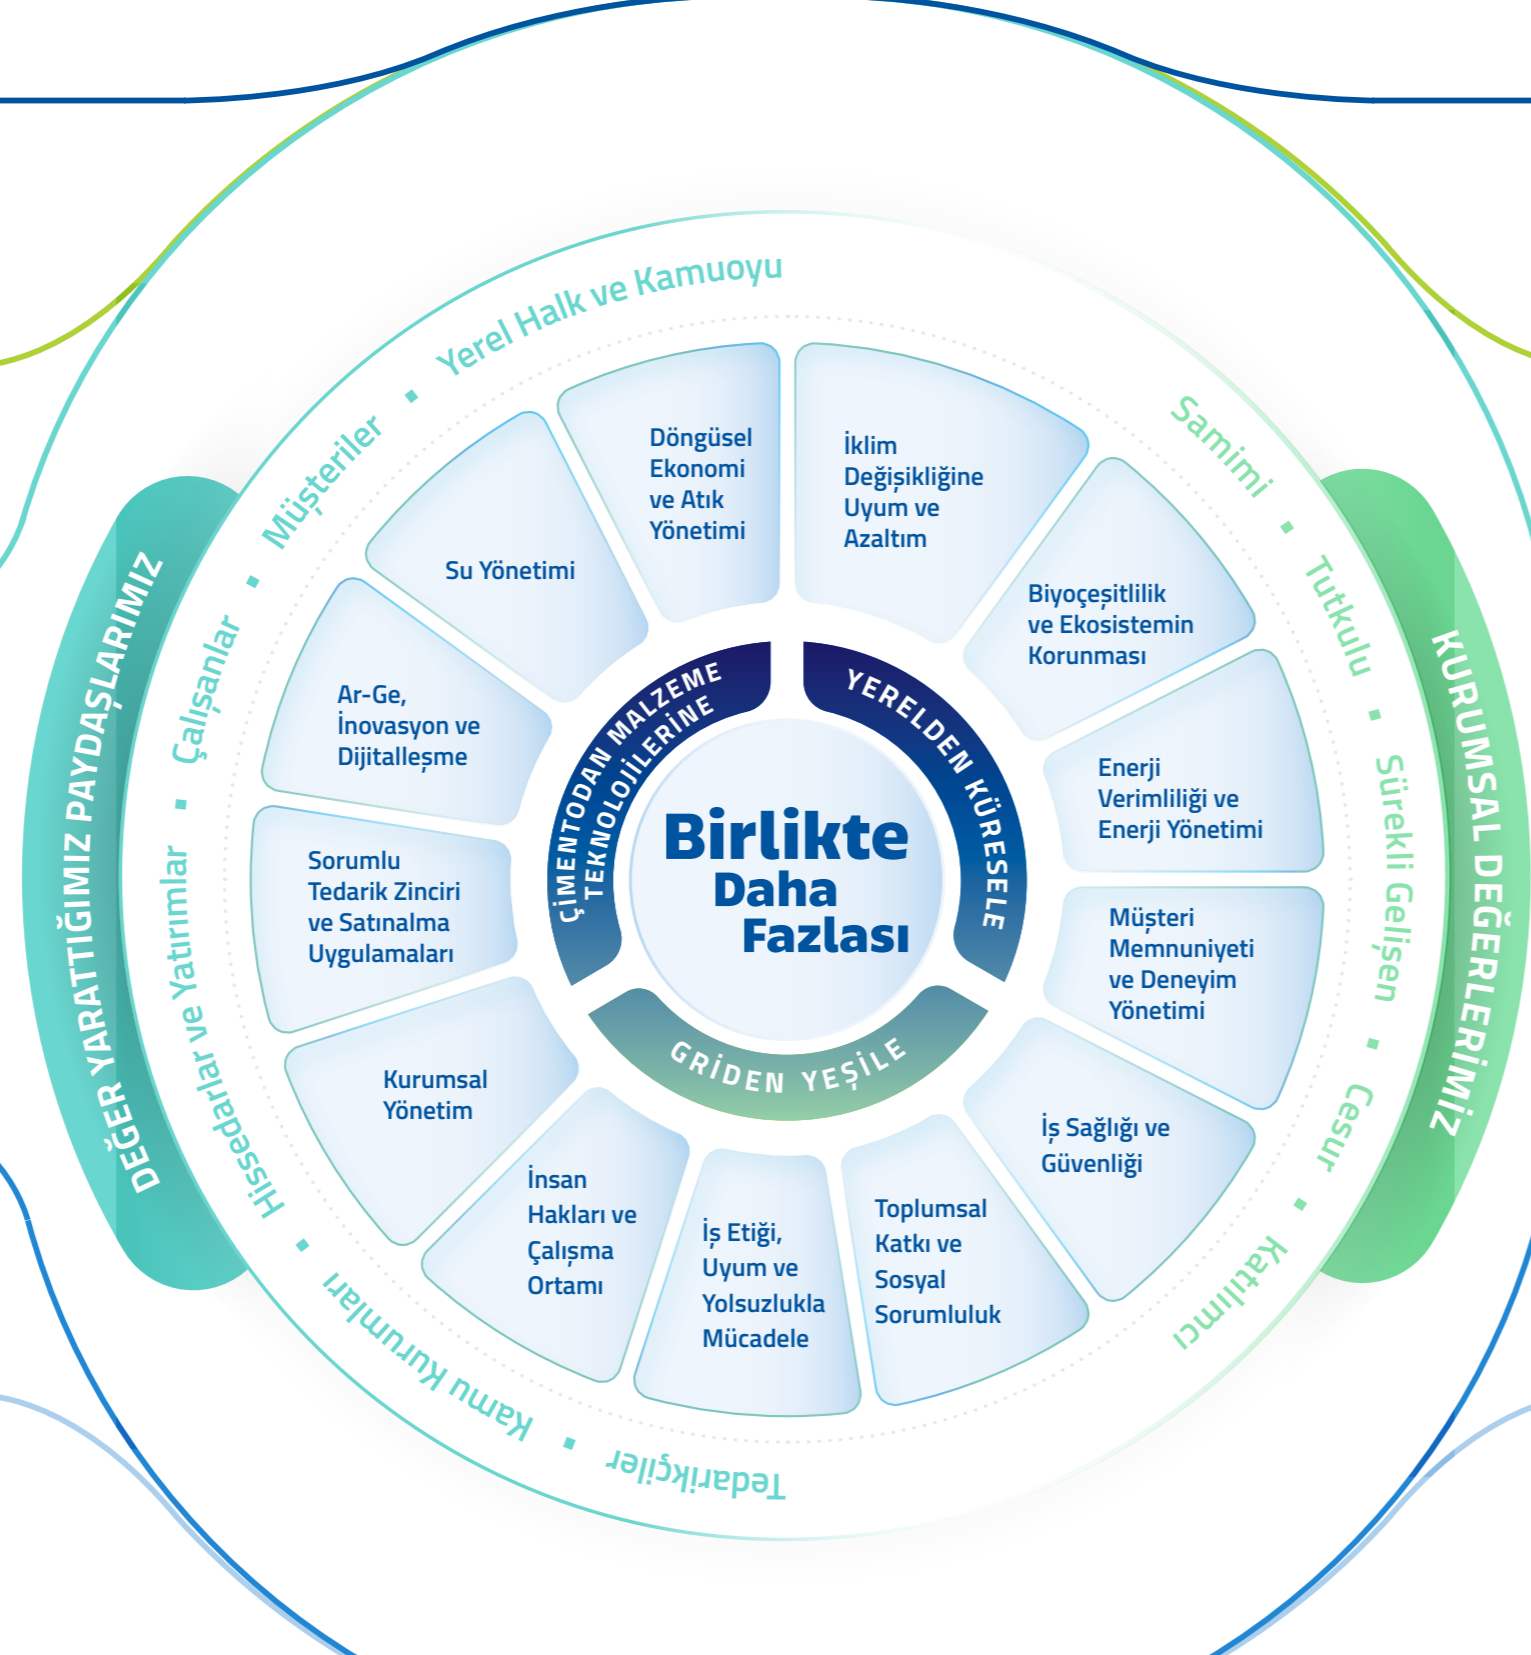 Birlikte
Daha
Fazlası
ÇİMENTODAN MALZEME
TEKNOLOJİLERİNE
YERELDEN KÜRESELE
GRİDEN YEŞİLE
İklim
Değişikliğine
Uyum ve
Azaltım
Biyoçeşitlilik
ve Ekosistemin
Korunması
Enerji
Verimliliği ve
Enerji Yönetimi
Müşteri
Memnuniyeti
ve Deneyim
Yönetimi
İş Sağlığı ve
Güvenliği
Toplumsal
Katkı ve
Sosyal
Sorumluluk
İş Etiği,
Uyum ve
Yolsuzlukla
Mücadele
İnsan
Hakları ve
Çalışma
Ortamı
Kurumsal
Yönetim
Sorumlu
Tedarik Zinciri
ve Satınalma
Uygulamaları
Ar-Ge,
İnovasyon ve
Dijitalleşme
Su Yönetimi
Döngüsel
Ekonomi
ve Atık
Yönetimi
DEĞER YARATTIĞIMIZ PAYDAŞLARIMIZ
Tedarikçiler ▪ Kamu Kurumları ▪ Hissedarlar ve Yatırımlar ▪ Çalışanlar ▪ Müşteriler ▪ Yerel Halk ve Kamuoyu
KURUMSAL DEĞERLERİMİZ
Samimi ▪ Tutkulu ▪ Sürekli Gelişen ▪ Cesur ▪ Katılımcı